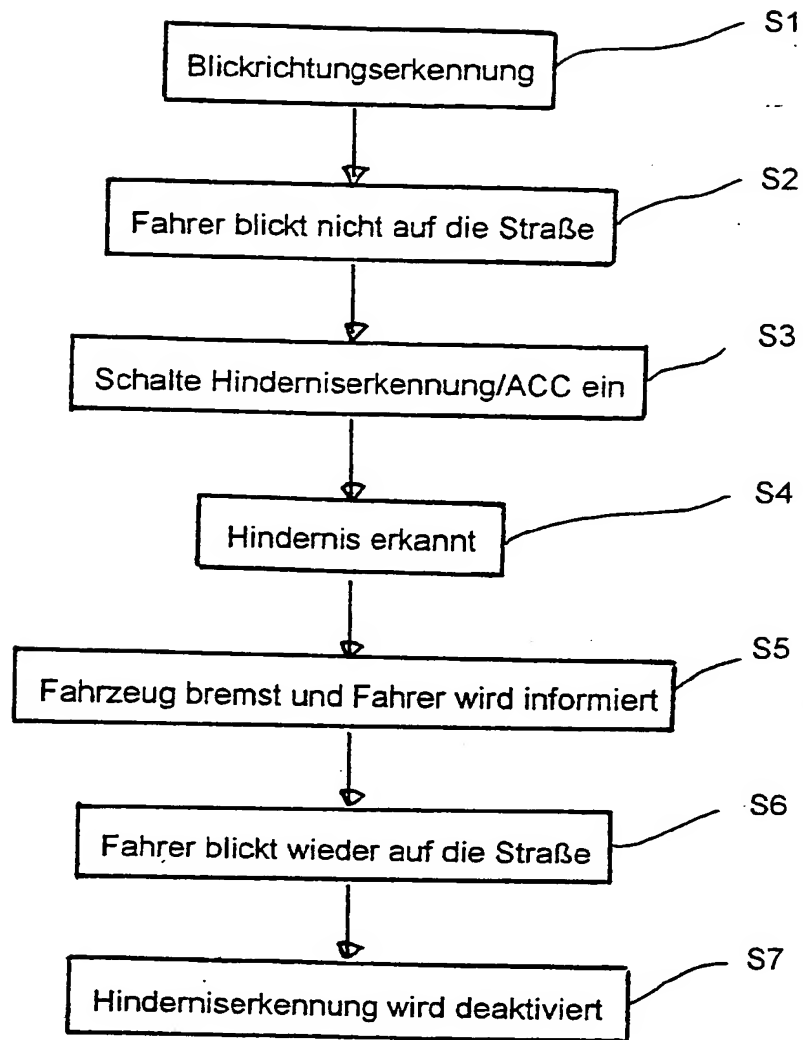 S1
Blickrichtungserkennung
S2
Fahrer blickt nicht auf die Straße
S3
Schalte Hinderniserkennung/ACC ein
S4
Hindernis erkannt
S5
Fahrzeug bremst und Fahrer wird informiert
S6
Fahrer blickt wieder auf die Straße
S7
Hinderniserkennung wird deaktiviert